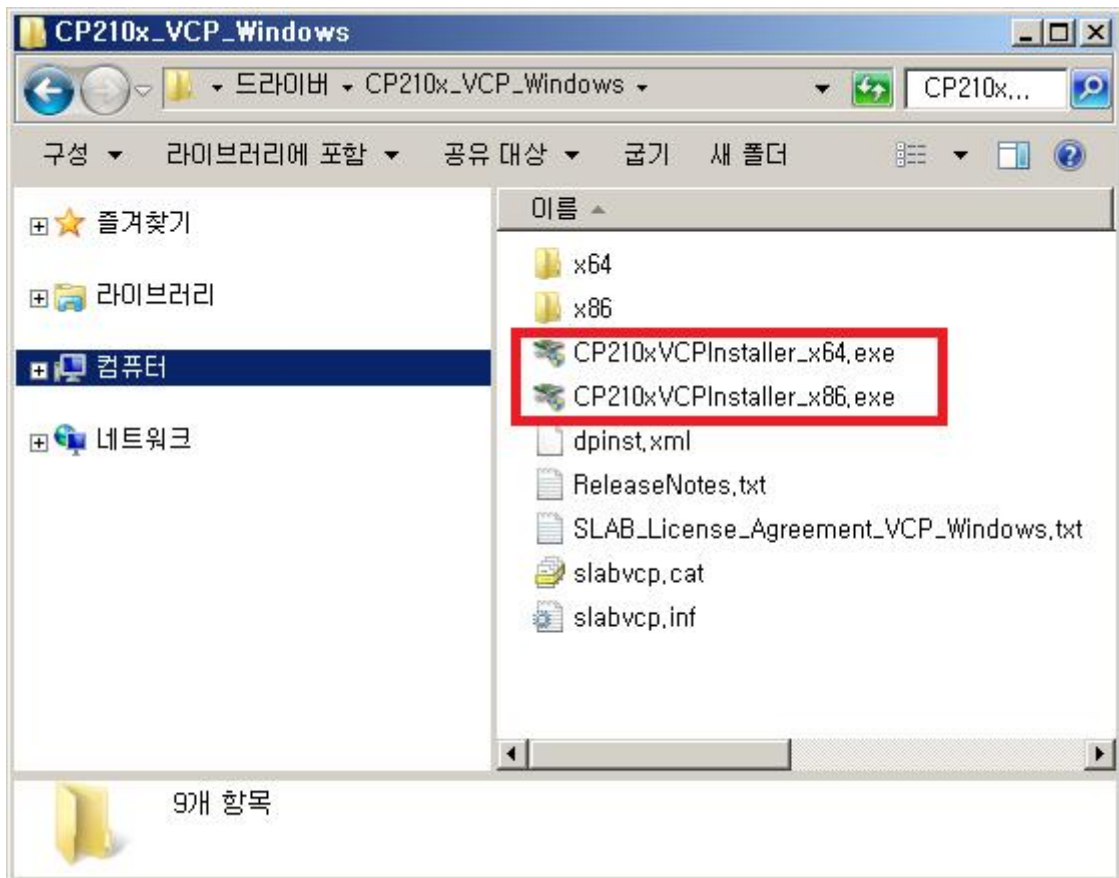 CP210x_VCP_Windows
드라이버 CP210x_VCP_Windows CP210x...
구성 라이브러리에 포함 공유 대상 굽기 새 폴더
즐겨찾기
라이브러리
컴퓨터
네트워크
이름
x64
x86
CP210xVCPInstaller_x64.exe
CP210xVCPInstaller_x86.exe
dpinst.xml
ReleaseNotes.txt
SLAB_License_Agreement_VCP_Windows.txt
slabvcp.cat
slabvcp.inf
9개 항목